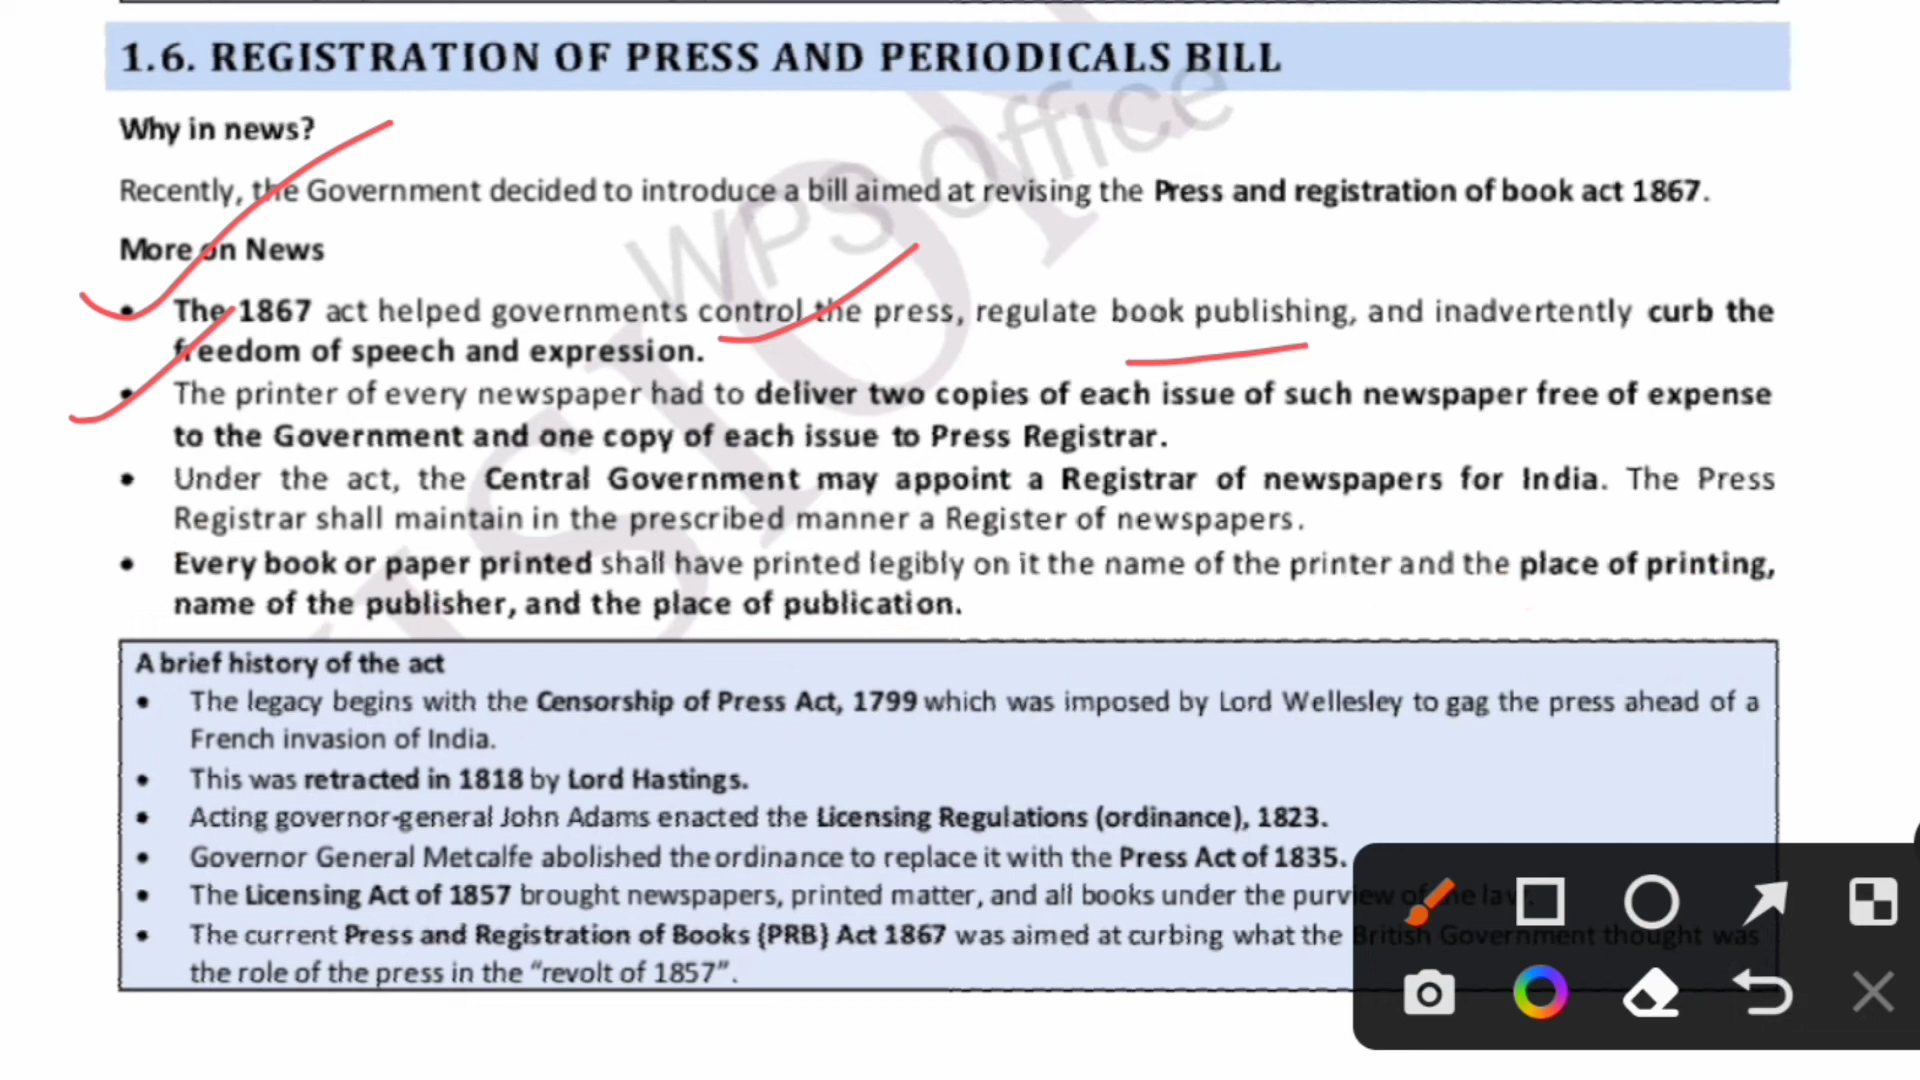 1.6. REGISTRATION OF PRESS AND PERIODICALS BILL
Why in news?
Recently, the Government decided to introduce a bill aimed at revising the Press and registration of book act 1867.
More on News
• The 1867 act helped governments control the press, regulate book publishing, and inadvertently curb the
freedom of speech and expression.
• The printer of every newspaper had to deliver two copies of each issue of such newspaper free of expense
to the Government and one copy of each issue to Press Registrar.
• Under the act, the Central Government may appoint a Registrar of newspapers for India. The Press
Registrar shall maintain in the prescribed manner a Register of newspapers.
• Every book or paper printed shall have printed legibly on it the name of the printer and the place of printing,
name of the publisher, and the place of publication.
A brief history of the act
• The legacy begins with the Censorship of Press Act, 1799 which was imposed by Lord Wellesley to gag the press ahead of a
French invasion of India.
• This was retracted in 1818 by Lord Hastings.
• Acting governor-general John Adams enacted the Licensing Regulations (ordinance), 1823.
• Governor General Metcalfe abolished the ordinance to replace it with the Press Act of 1835.
• The Licensing Act of 1857 brought newspapers, printed matter, and all books under the purview of the law.
• The current Press and Registration of Books {PRB} Act 1867 was aimed at curbing what the British Government thought was
the role of the press in the “revolt of 1857”.
WPS Office